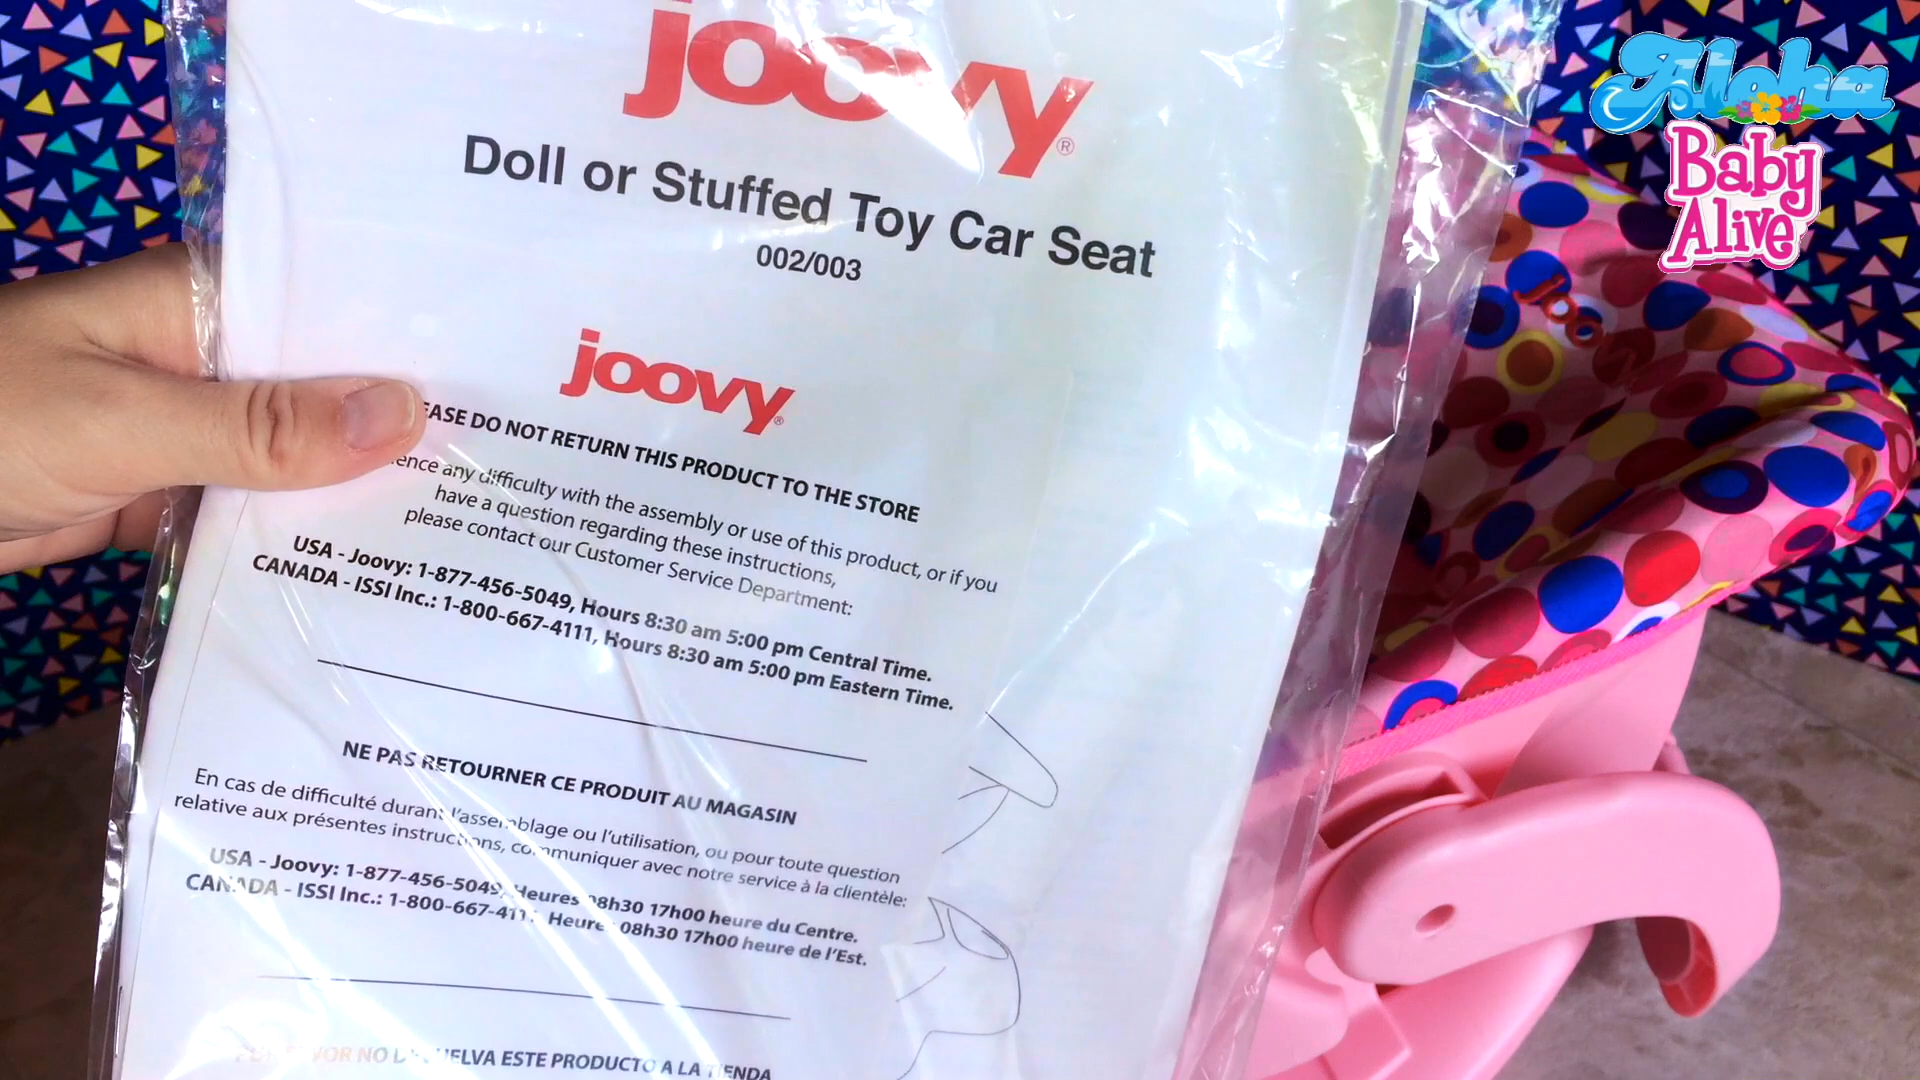 joovy®
Doll or Stuffed Toy Car Seat
002/003
joovy®
DO NOT RETURN THIS PRODUCT TO THE STORE
any difficulty with the assembly or use of this product, or if you
have a question regarding these instructions,
please contact our Customer Service Department:
USA - Joovy: 1-877-456-5049, Hours 8:30 am 5:00 pm Central Time.
CANADA - ISSI Inc.: 1-800-667-4111, Hours 8:30 am 5:00 pm Eastern Time.
NE PAS RETOURNER CE PRODUIT AU MAGASIN
En cas de difficulté durant l'assemblage ou l'utilisation, ou pour toute question
relative aux présentes instructions, communiquer avec notre service à la clientèle:
USA - Joovy: 1-877-456-5049, Heures 08h30 17h00 heure du Centre.
CANADA - ISSI Inc.: Heures 08h30 17h00 heure de l'Est.
NO ESTE PRODUCTO A LA TIENDA
Aloha
Baby
Alive